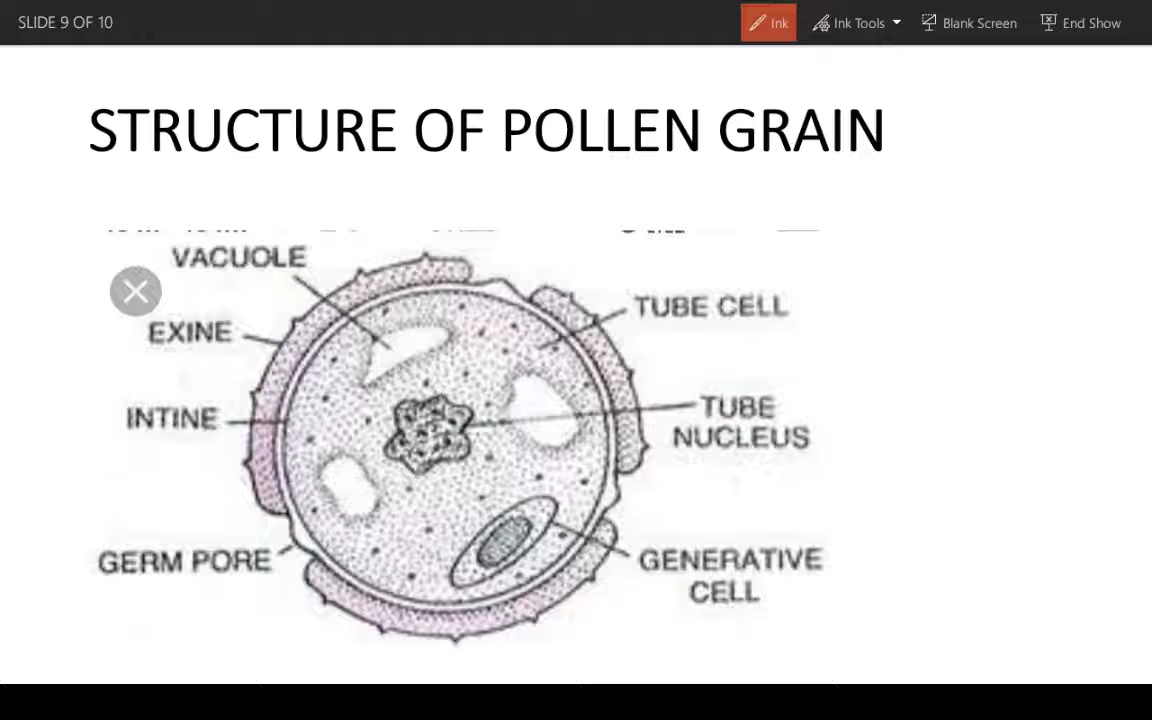 SLIDE 9 OF 10
Ink
Ink Tools
Blank Screen
End Show
STRUCTURE OF POLLEN GRAIN
VACUOLE
EXINE
INTINE
GERM PORE
TUBE CELL
TUBE
NUCLEUS
GENERATIVE
CELL